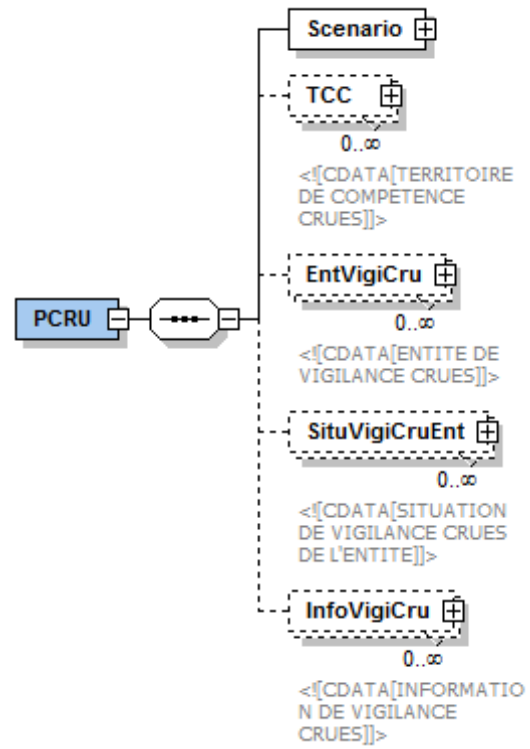 Scenario
TCC
0..∞
<![CDATA[TERRITOIRE
DE COMPETENCE
CRUES]]>
EntVigiCru
0..∞
<![CDATA[ENTITE DE
VIGILANCE CRUES]]>
PCRU
SituVigiCruEnt
0..∞
<![CDATA[SITUATION
DE VIGILANCE CRUES
DE L'ENTITE]]>
InfoVigiCru
0..∞
<![CDATA[INFORMATIO
N DE VIGILANCE
CRUES]]>